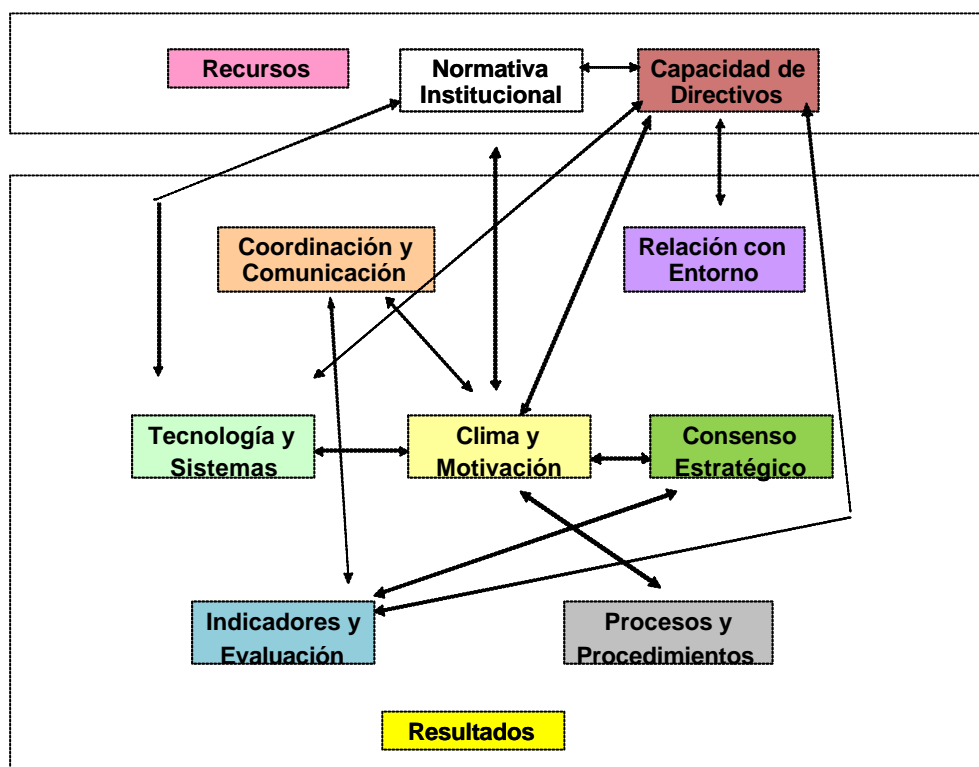 Recursos
Normativa
Institucional
Capacidad de
Directivos
Coordinación y
Comunicación
Relación con
Entorno
Tecnología y
Sistemas
Clima y
Motivación
Consenso
Estratégico
Indicadores y
Evaluación
Procesos y
Procedimientos
Resultados